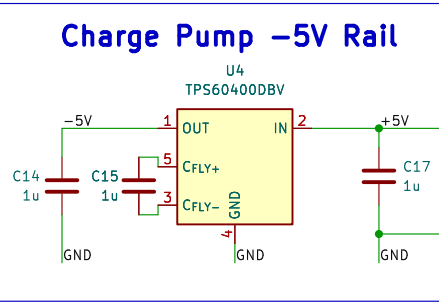 Charge Pump -5V Rail
U4
TPS60400DBV
-5V
1
OUT
IN
2
+5V
C14
1u
C15
1u
5
CFLY+
3
CFLY-
GND
4
C17
1u
GND
GND
GND